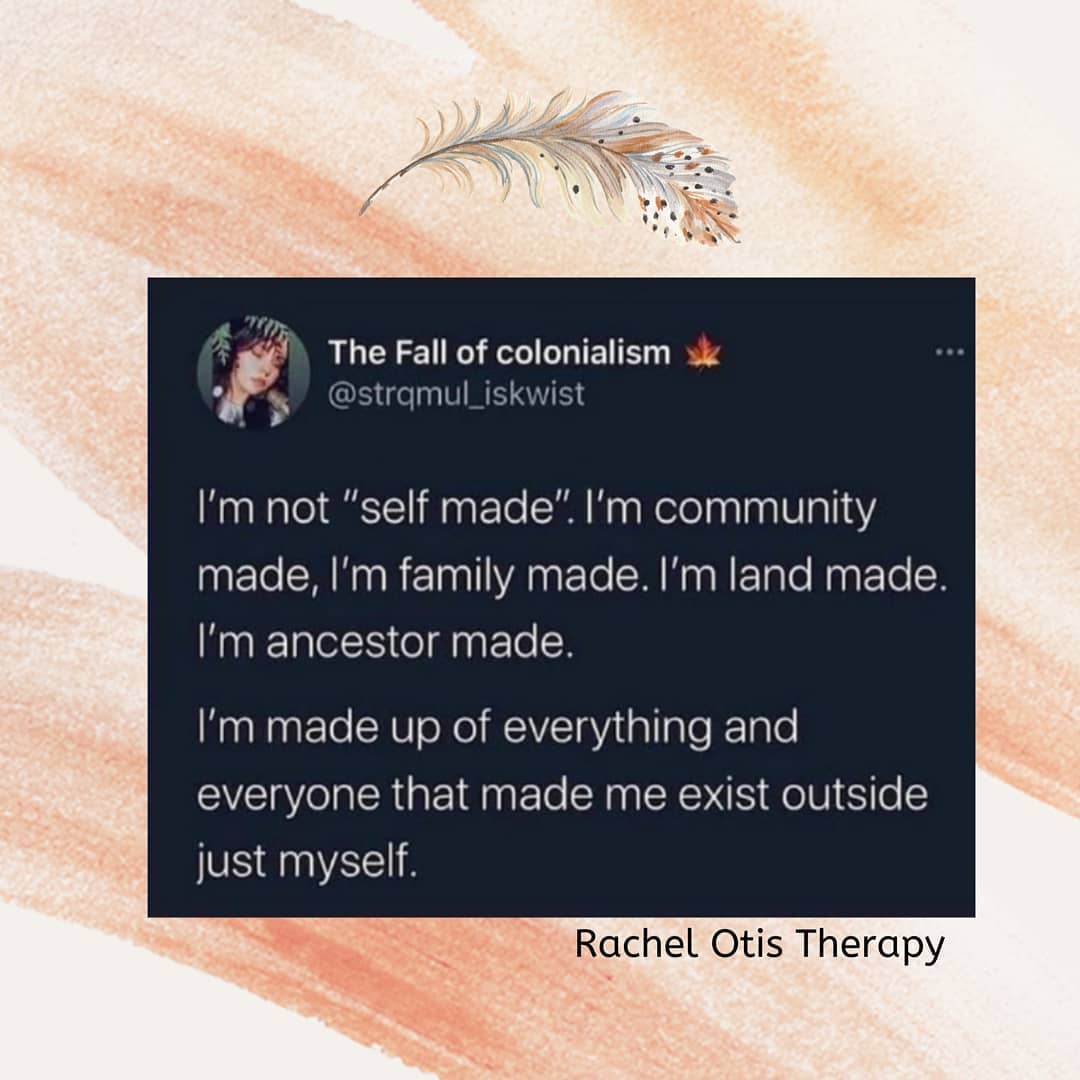 The Fall of colonialism 🍁
@strqmul_iskwist
I'm not "self made". I'm community
made, I'm family made. I'm land made.
I'm ancestor made.
I'm made up of everything and
everyone that made me exist outside
just myself.
Rachel Otis Therapy